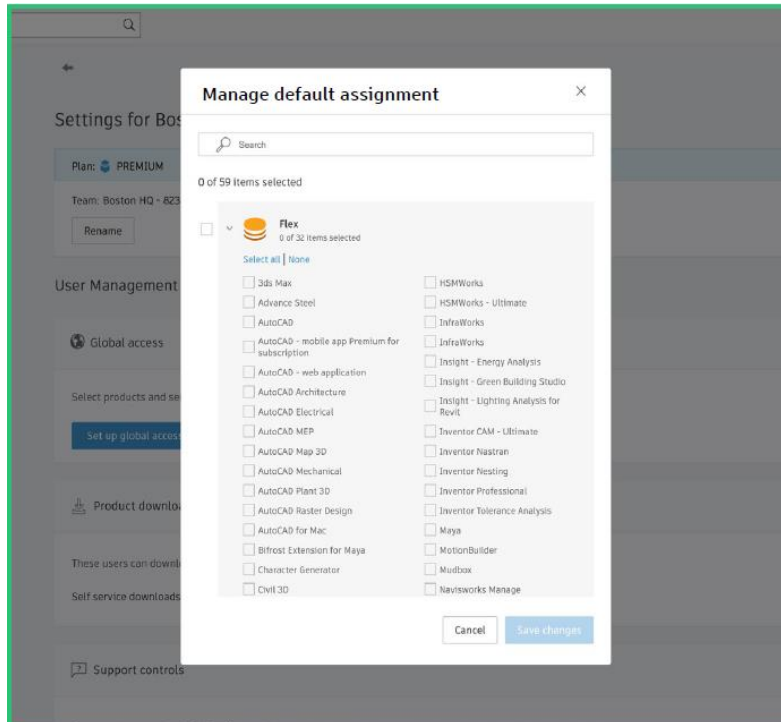 Manage default assignment
Settings for Bos
Search
0 of 59 items selected
Plan: PREMIUM
Team: Boston HQ - 823
Rename
Flex
0 of 32 items selected
Select all | None
User Management
3ds Max
Advance Steel
AutoCAD
AutoCAD - mobile app Premium for
subscription
AutoCAD - web application
AutoCAD Architecture
AutoCAD Electrical
AutoCAD MEP
AutoCAD Map 3D
AutoCAD Mechanical
AutoCAD Plant 3D
AutoCAD Raster Design
AutoCAD for Mac
Bifrost Extension for Maya
Character Generator
Civil 3D
HSMWorks
HSMWorks - Ultimate
InfraWorks
InfraWorks
Insight - Energy Analysis
Insight - Green Building Studio
Insight - Lighting Analysis for
Revit
Inventor CAM - Ultimate
Inventor Nastran
Inventor Nesting
Inventor Professional
Inventor Tolerance Analysis
Maya
MotionBuilder
Mudbox
Navisworks Manage
Global access
Select products and se
Set up global access
Product downloa
These users can downl
Self service downloads
Cancel
Save changes
Support controls